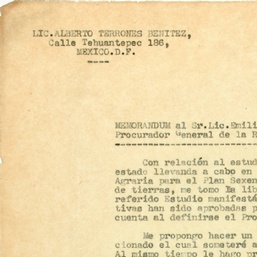 LIC.ALBERTO TERRONES BENITEZ,
Calle Tehuantepec 186,
MEXICO.D.F.
MEMORANDUM al Sr.Lic.Emili
Procurador General de la R
Con relación al estud
estado llevanda a cabo en
Agraria para el Plan Sexen
de tierras, me tomo la lib
referido Estudio manifestá
tivas han sido aprobadas p
cuenta al definirse el Pro
Me propongo hacer un
cionado el cual someteré a
Al mismo tiempo le hago pr